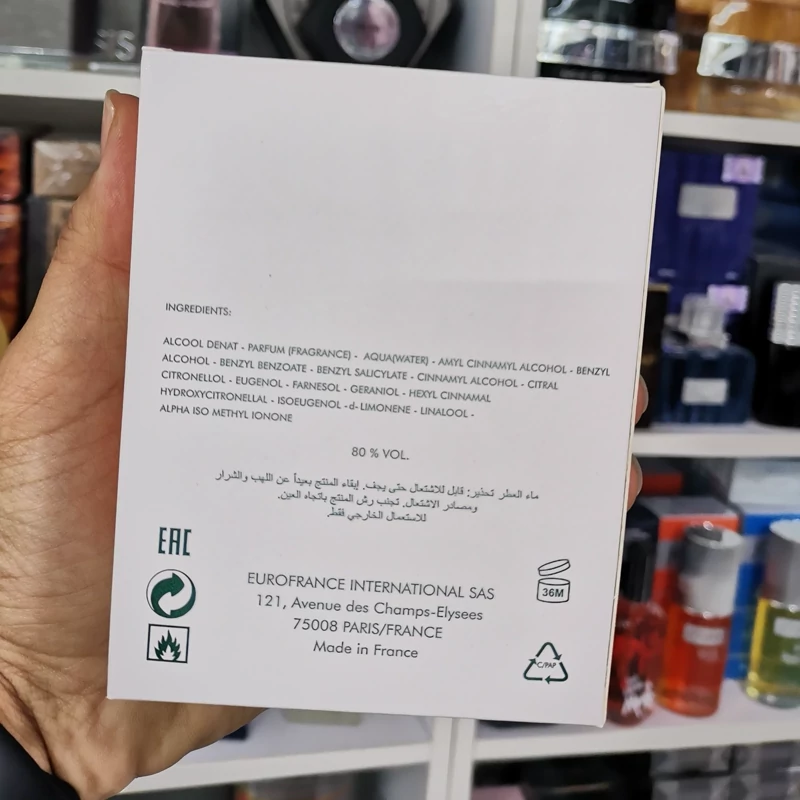 INGREDIENTS:
ALCOOL DENAT - PARFUM (FRAGRANCE) - AQUA(WATER) - AMYL CINNAMYL ALCOHOL - BENZYL
ALCOHOL - BENZYL BENZOATE - BENZYL SALICYLATE - CINNAMYL ALCOHOL - CITRAL
CITRONELLOL - EUGENOL - FARNESOL - GERANIOL - HEXYL CINNAMAL
HYDROXYCITRONELLAL - ISOEUGENOL -d- LIMONENE - LINALOOL -
ALPHA ISO METHYL IONONE
80 % VOL.
ماء العطر تحذير: قابل للاشتعال حتى يجف. إبقاء المنتج بعيداً عن اللهب والشرار
ومصادر الاشتعال. تجنب رش المنتج باتجاه العين.
للاستعمال الخارجي فقط.
EAC
EUROFRANCE INTERNATIONAL SAS
121, Avenue des Champs-Elysees
75008 PARIS/FRANCE
Made in France
36M
C/PAP